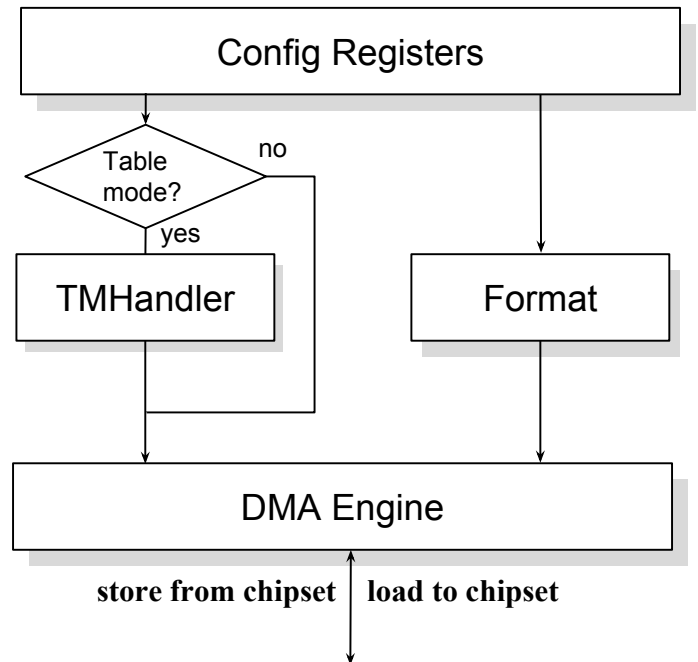 Config Registers
Table
mode?
no
yes
TMHandler
Format
DMA Engine
store from chipset
load to chipset